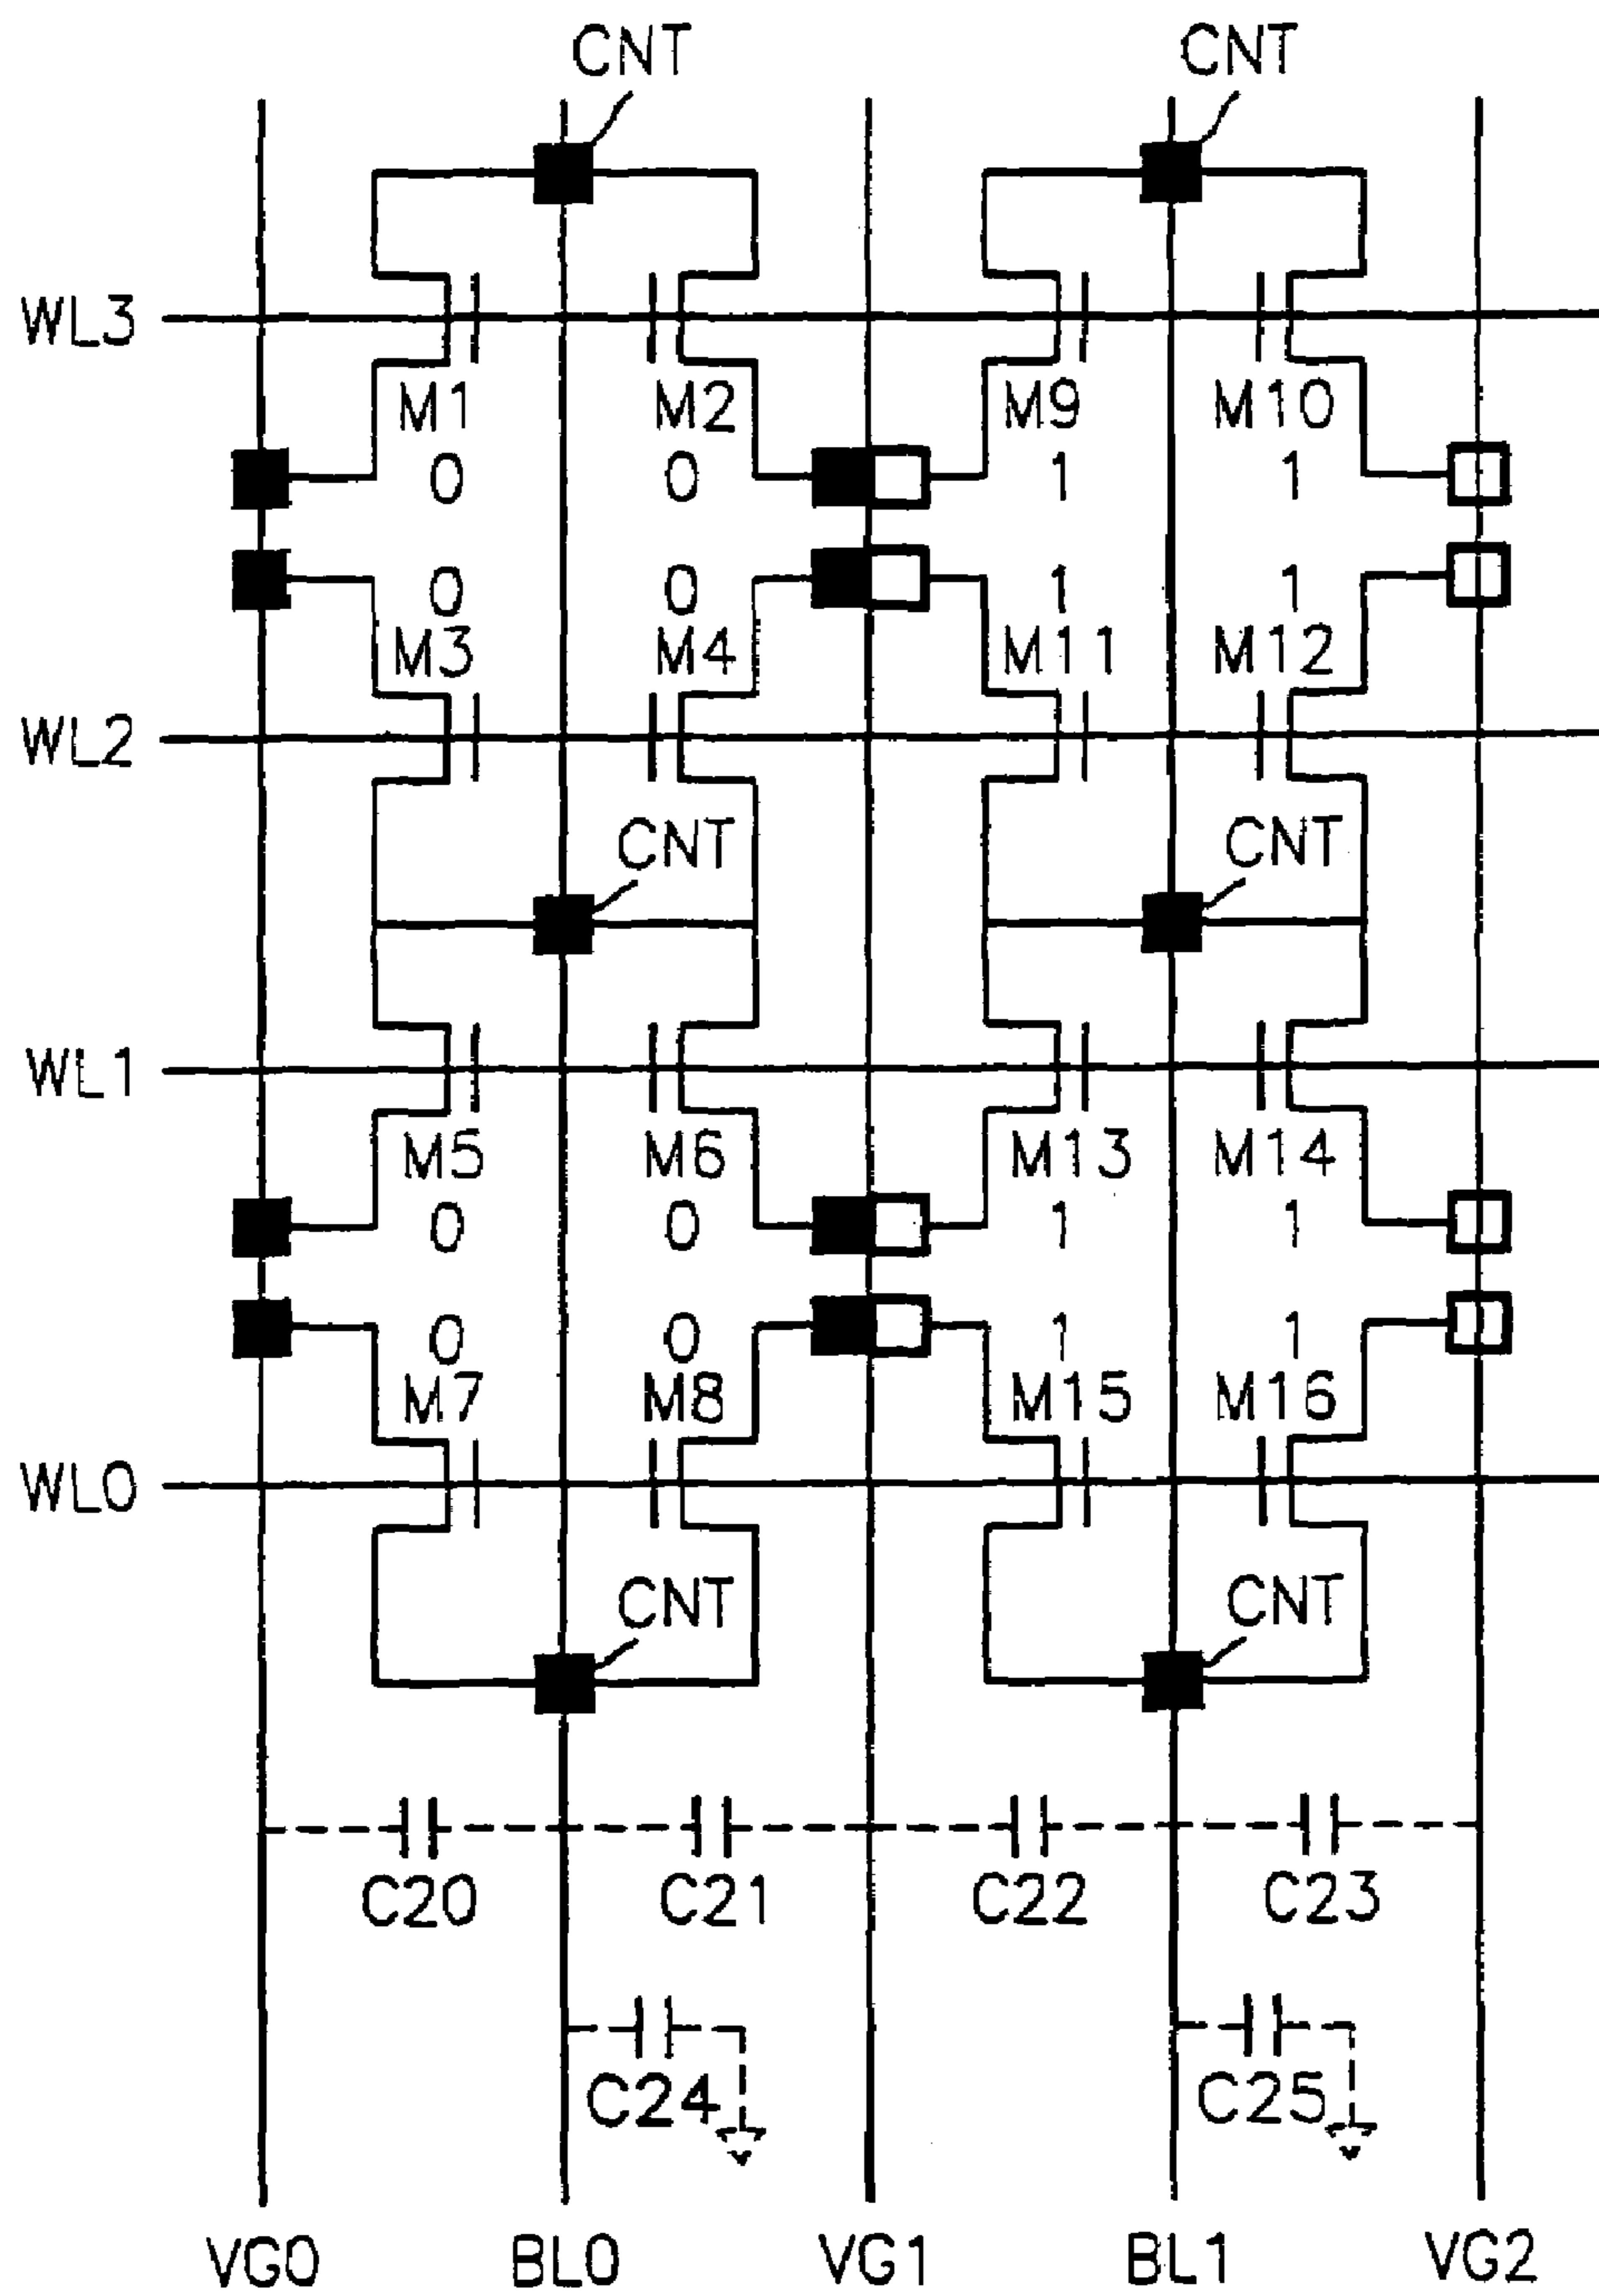 CNT CNT
WL3
M1 M2 M9 M10
0 0 1 1
0 0 1 1
M3 M4 M11 M12
WL2
CNT CNT
WL1
M5 M6 M13 M14
0 0 1 1
0 0 1 1
M7 M8 M15 M16
WL0
CNT CNT
C20 C21 C22 C23
C24 C25
VG0 BL0 VG1 BL1 VG2